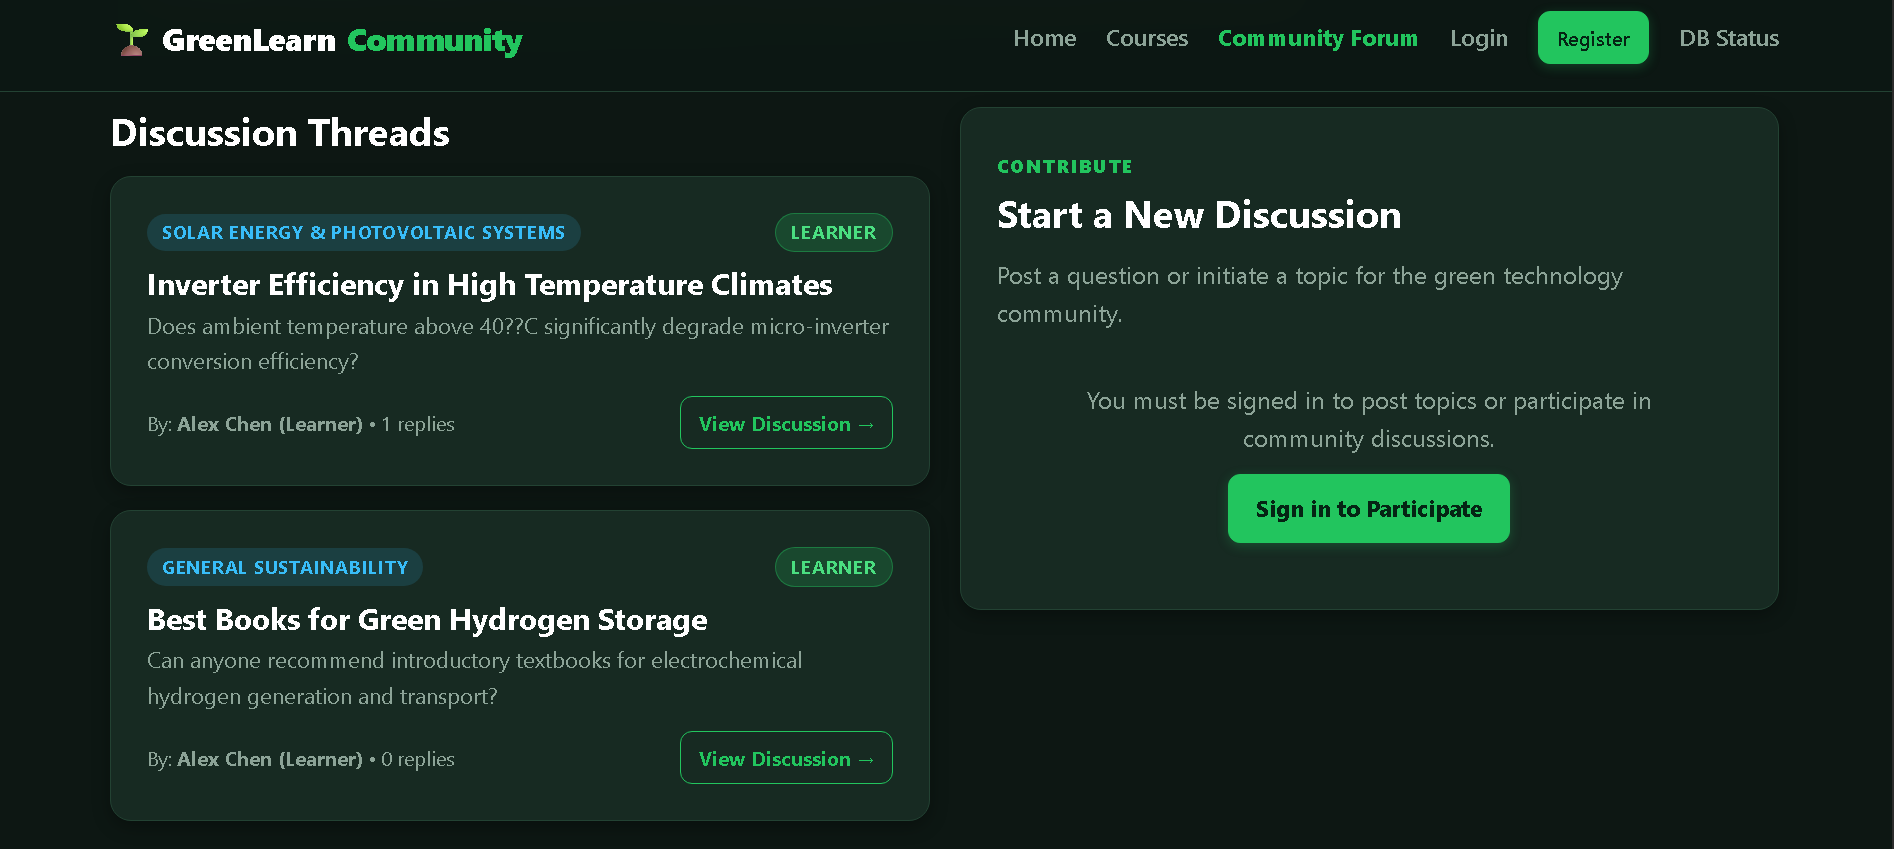 GreenLearn Community
Home
Courses
Community Forum
Login
Register
DB Status
Discussion Threads
SOLAR ENERGY & PHOTOVOLTAIC SYSTEMS
LEARNER
Inverter Efficiency in High Temperature Climates
Does ambient temperature above 40??C significantly degrade micro-inverter
conversion efficiency?
By: Alex Chen (Learner) • 1 replies
View Discussion →
GENERAL SUSTAINABILITY
LEARNER
Best Books for Green Hydrogen Storage
Can anyone recommend introductory textbooks for electrochemical
hydrogen generation and transport?
By: Alex Chen (Learner) • 0 replies
View Discussion →
CONTRIBUTE
Start a New Discussion
Post a question or initiate a topic for the green technology
community.
You must be signed in to post topics or participate in
community discussions.
Sign in to Participate